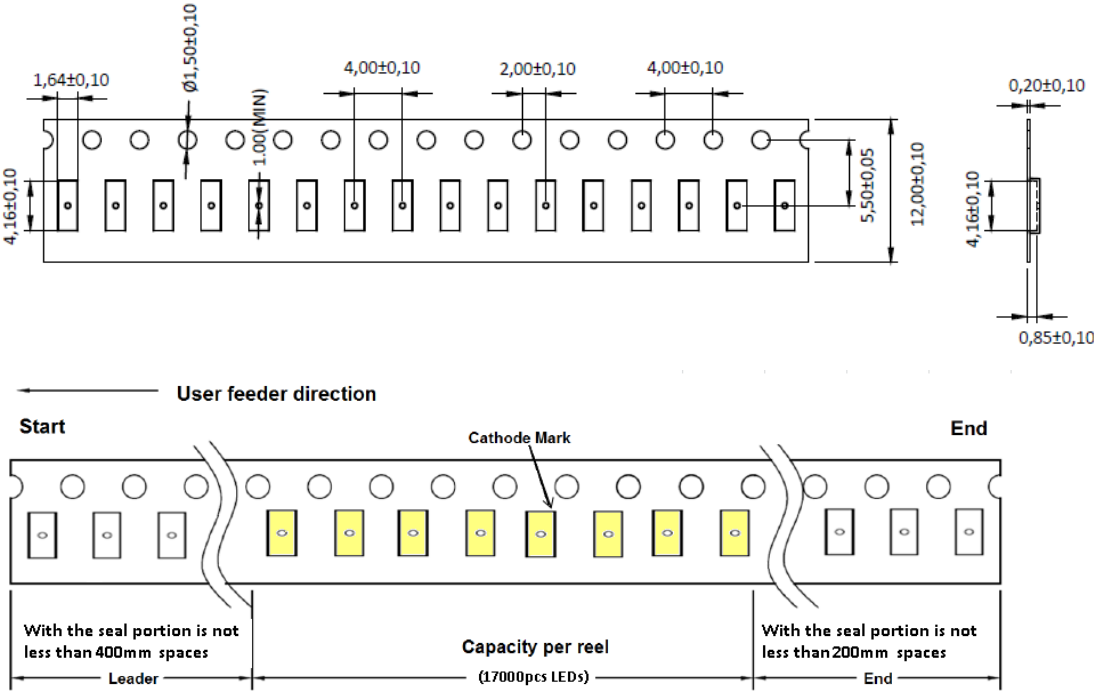 1,64±0,10
Ø1,50±0,10
1.00(MIN)
4,00±0,10
2,00±0,10
4,00±0,10
0,20±0,10
4,16±0,10
5,50±0,05
12,00±0,10
4,16±0,10
0,85±0,10
User feeder direction
Start
Cathode Mark
End
With the seal portion is not
less than 400mm spaces
Leader
Capacity per reel
(17000pcs LEDs)
With the seal portion is not
less than 200mm spaces
End